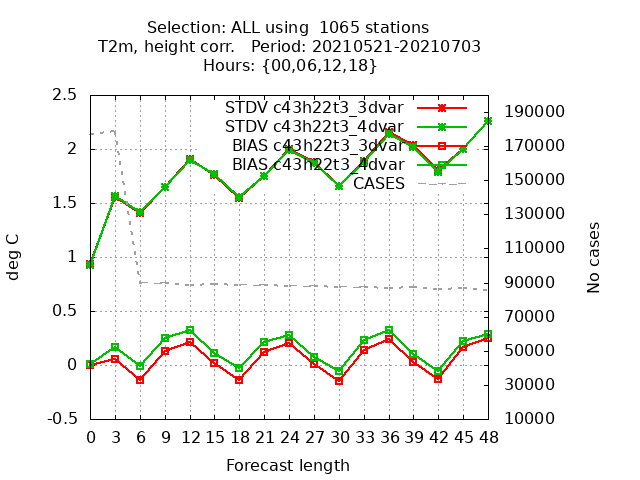 Selection: ALL using  1065 stations
T2m, height corr.   Period: 20210521-20210703
Hours: {00,06,12,18}
STDV c43h22t3_3dvar
STDV c43h22t3_4dvar
BIAS c43h22t3_3dvar
BIAS c43h22t3_4dvar
CASES
2.5
2
1.5
1
0.5
0
-0.5
deg C
190000
170000
150000
130000
110000
90000
70000
50000
30000
10000
No cases
0 3 6 9 12 15 18 21 24 27 30 33 36 39 42 45 48
Forecast length